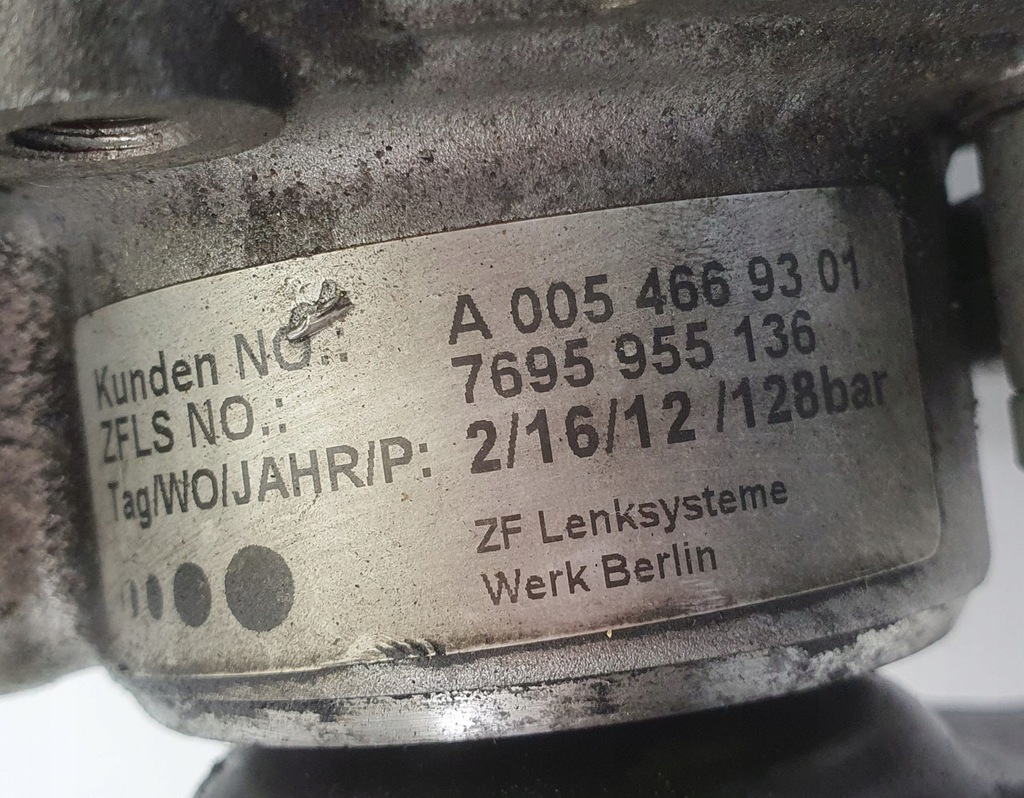 Kunden NO.: A 005 466 93 01
ZFLS NO.: 7695 955 136
Tag/WO/JAHR/P: 2/16/12 /128bar
ZF Lenksysteme
Werk Berlin